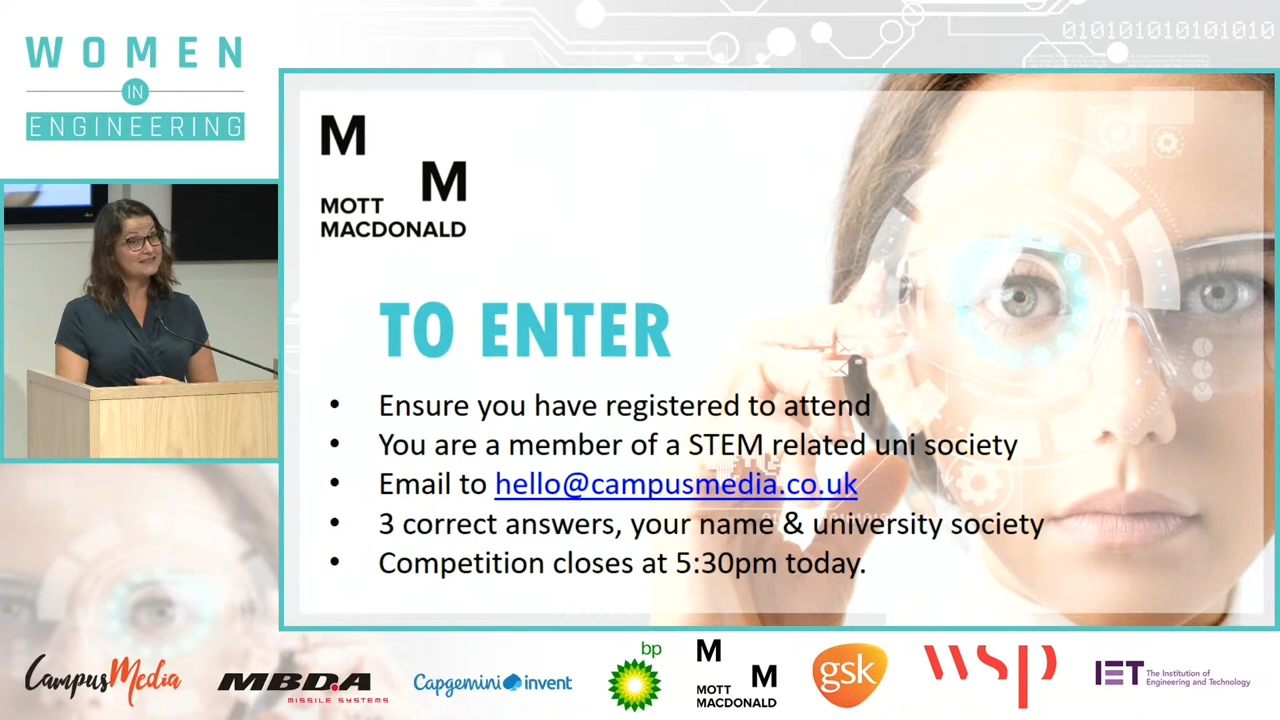 WOMEN
IN
ENGINEERING
01010101010101010
M
M
MOTT
MACDONALD
TO ENTER
• Ensure you have registered to attend
• You are a member of a STEM related uni society
• Email to hello@campusmedia.co.uk
• 3 correct answers, your name & university society
• Competition closes at 5:30pm today.
CampusMedia
MBDA
MISSILE SYSTEMS
Capgemini invent
bp
M
M
MOTT
MACDONALD
gsk
wsp
IET The Institution of
Engineering and Technology